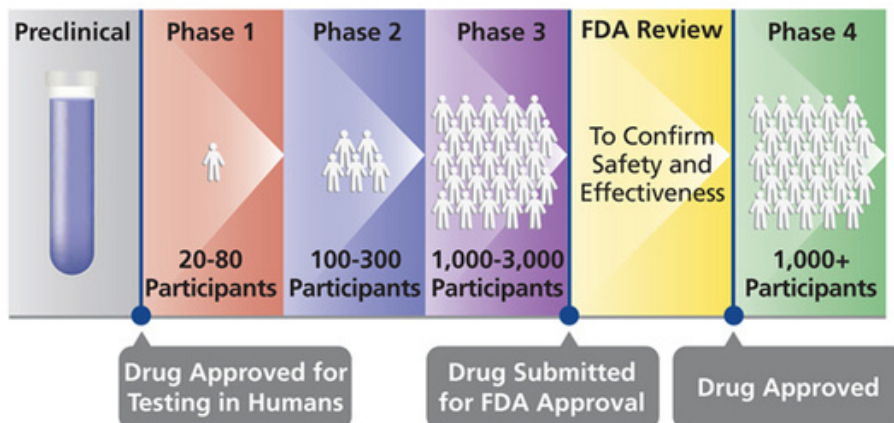 Preclinical
Phase 1
Phase 2
Phase 3
FDA Review
Phase 4
To Confirm
Safety and
Effectiveness
20-80
Participants
100-300
Participants
1,000-3,000
Participants
1,000+
Participants
Drug Approved for
Testing in Humans
Drug Submitted
for FDA Approval
Drug Approved